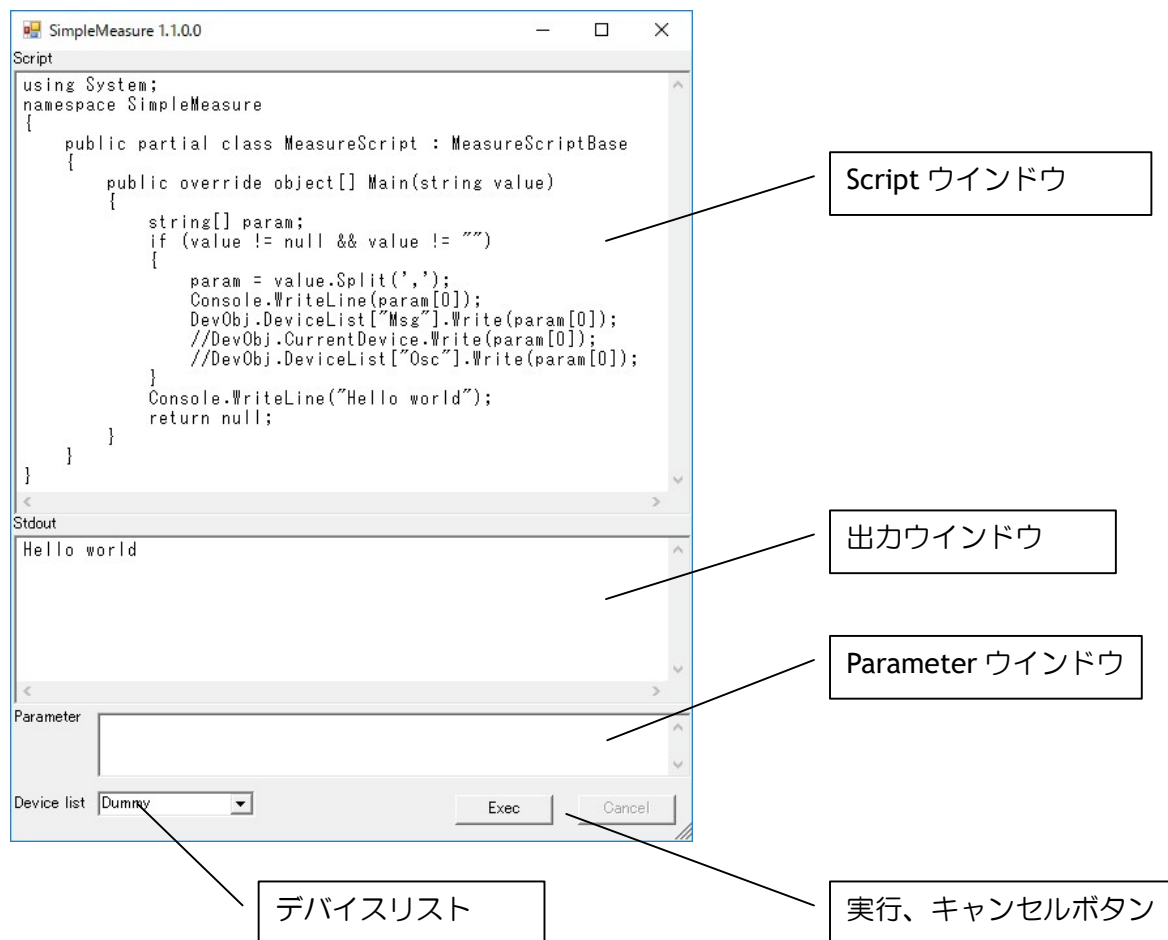 SimpleMeasure 1.1.0.0
Script
using System;
namespace SimpleMeasure
{
    public partial class MeasureScript : MeasureScriptBase
    {
        public override object[] Main(string value)
        {
            string[] param;
            if (value != null && value != "")
            {
                param = value.Split(',');
                Console.WriteLine(param[0]);
                DevObj.DeviceList["Msg"].Write(param[0]);
                //DevObj.CurrentDevice.Write(param[0]);
                //DevObj.DeviceList["Osc"].Write(param[0]);
            }
            Console.WriteLine("Hello world");
            return null;
        }
    }
}
Script ウインドウ
Stdout
Hello world
出力ウインドウ
Parameter ウインドウ
Parameter
Device list Dummy
Exec
Cancel
デバイスリスト
実行、キャンセルボタン